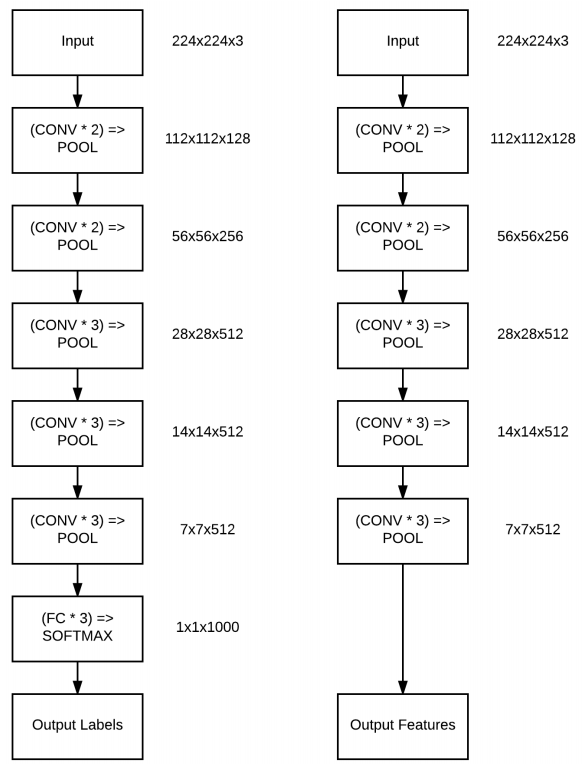 Input
224x224x3
(CONV * 2) =>
POOL
112x112x128
(CONV * 2) =>
POOL
56x56x256
(CONV * 3) =>
POOL
28x28x512
(CONV * 3) =>
POOL
14x14x512
(CONV * 3) =>
POOL
7x7x512
(FC * 3) =>
SOFTMAX
1x1x1000
Output Labels
Input
224x224x3
(CONV * 2) =>
POOL
112x112x128
(CONV * 2) =>
POOL
56x56x256
(CONV * 3) =>
POOL
28x28x512
(CONV * 3) =>
POOL
14x14x512
(CONV * 3) =>
POOL
7x7x512
Output Features